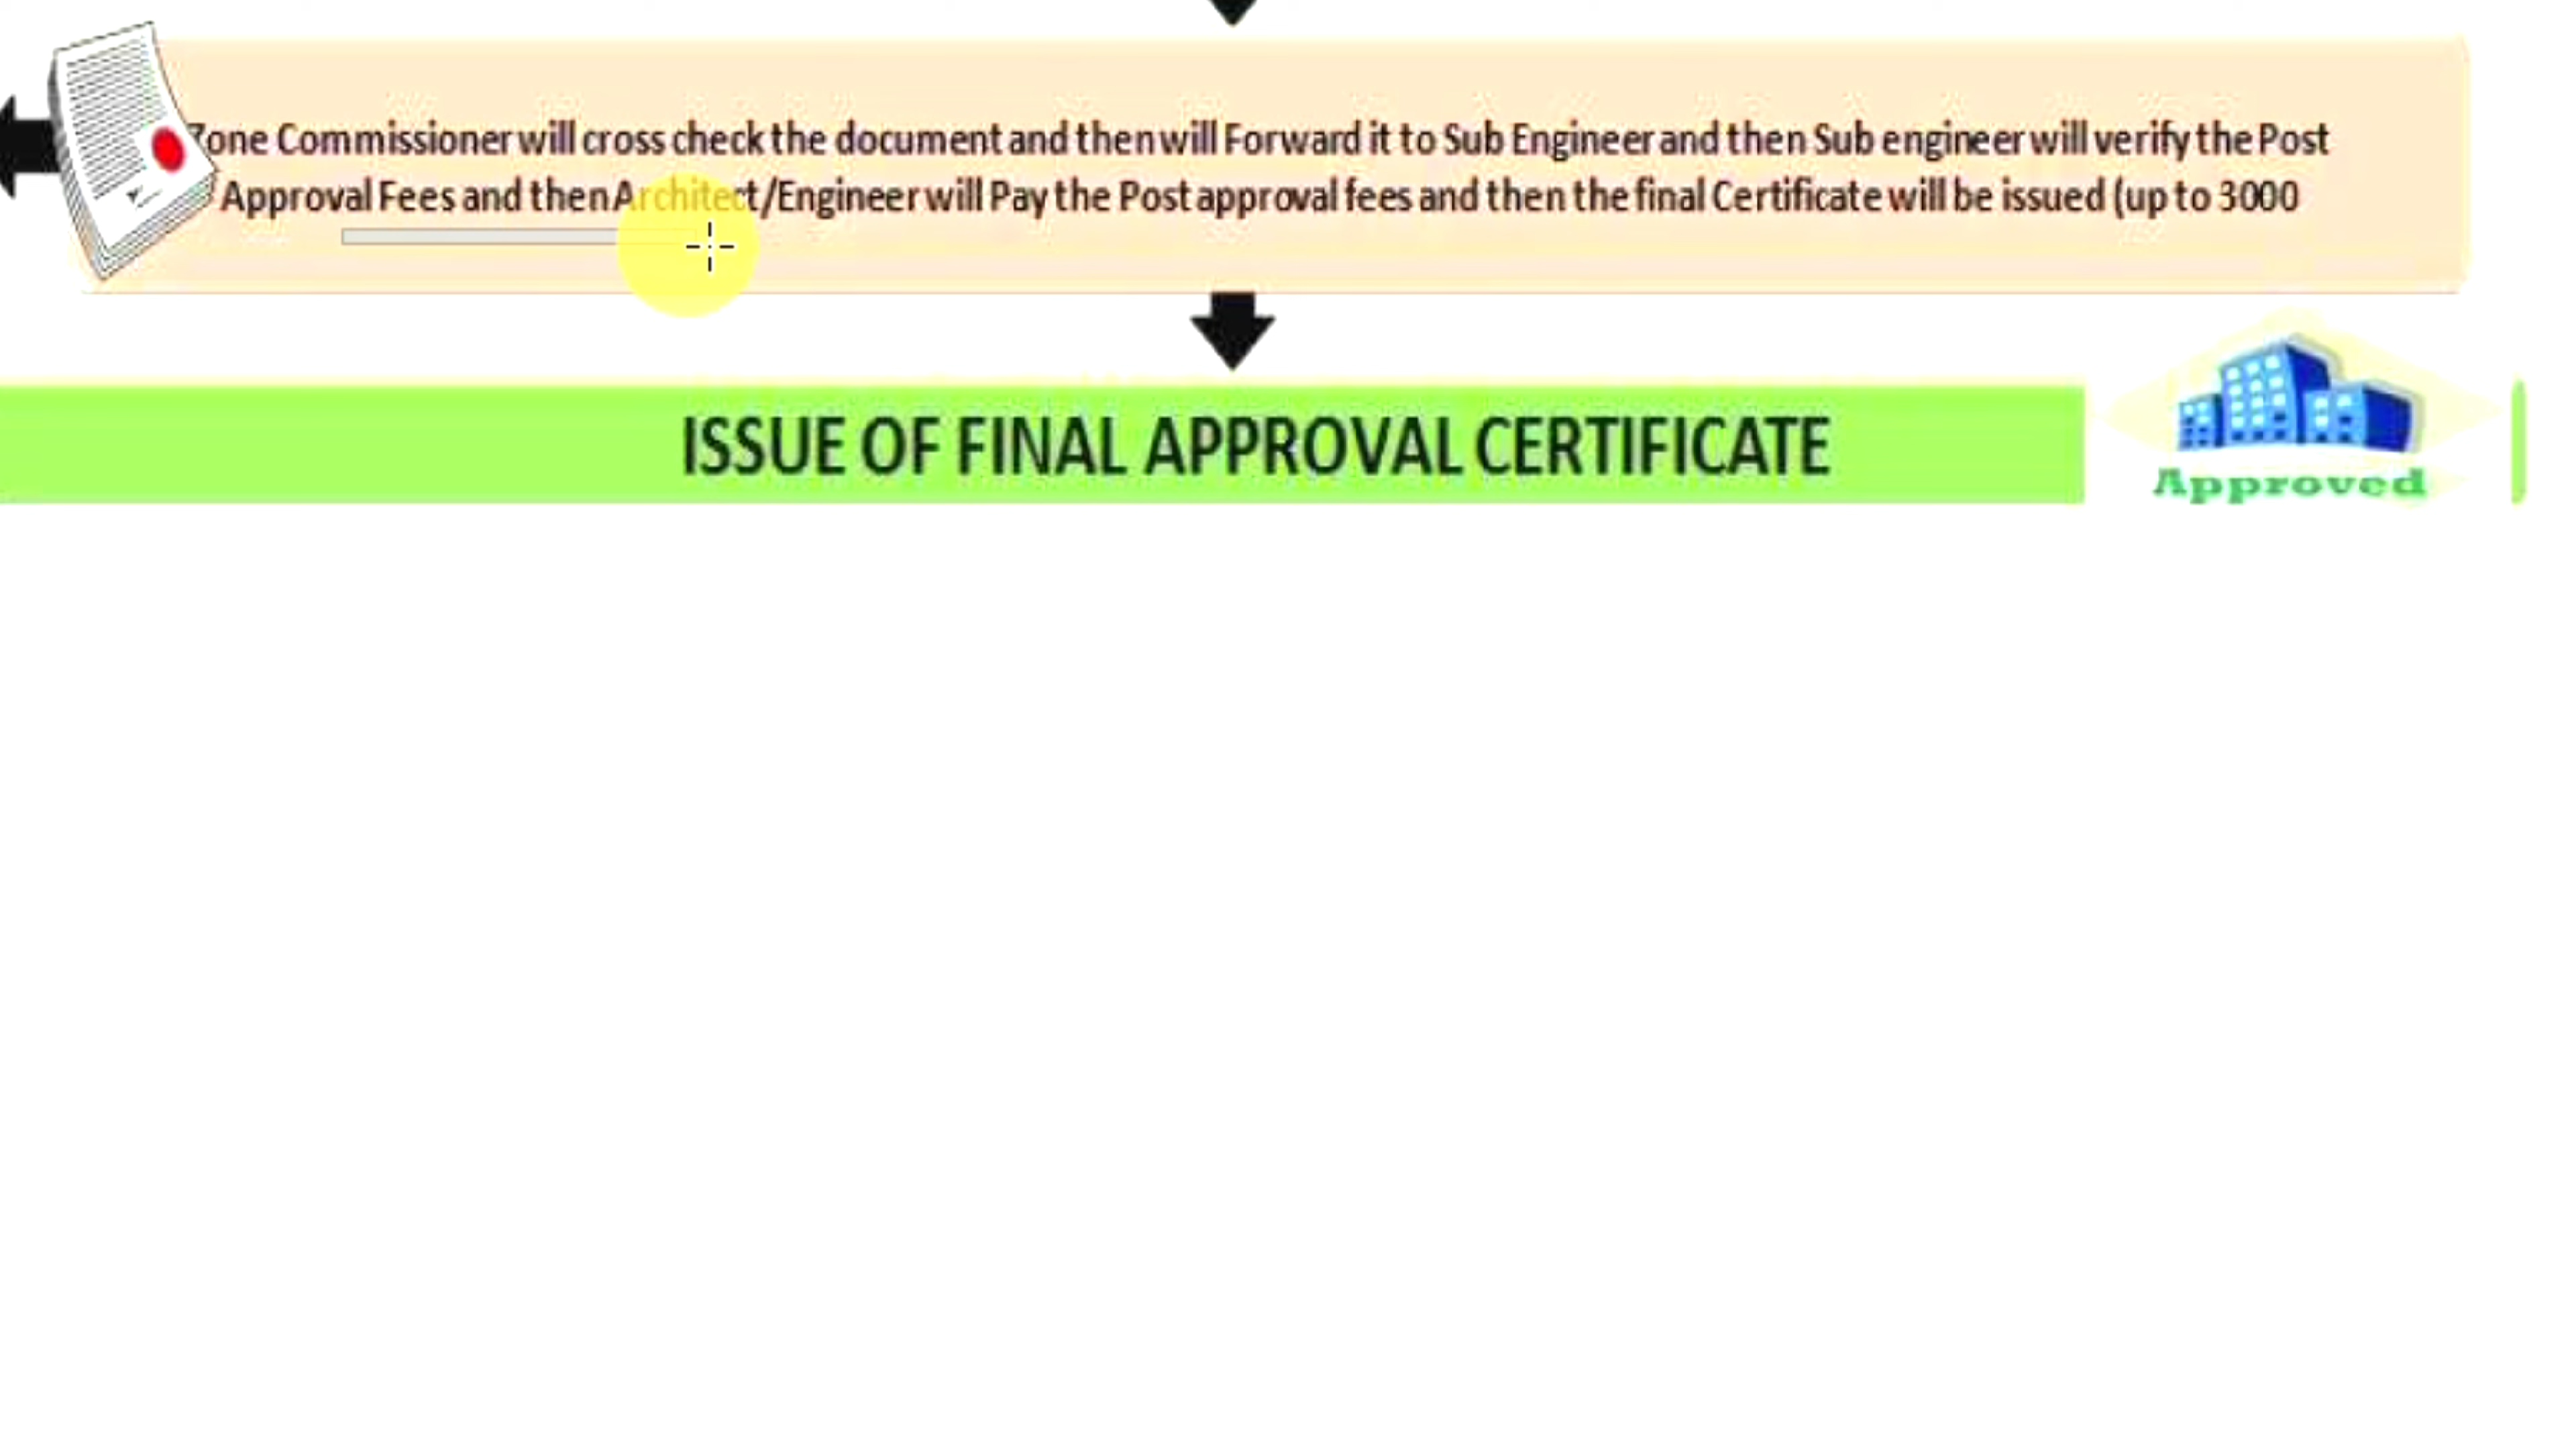 Zone Commissioner will cross check the document and then will Forward it to Sub Engineer and then Sub engineer will verify the Post
Approval Fees and then Architect/Engineer will Pay the Post approval fees and then the final Certificate will be issued (up to 3000
ISSUE OF FINAL APPROVAL CERTIFICATE
Approved